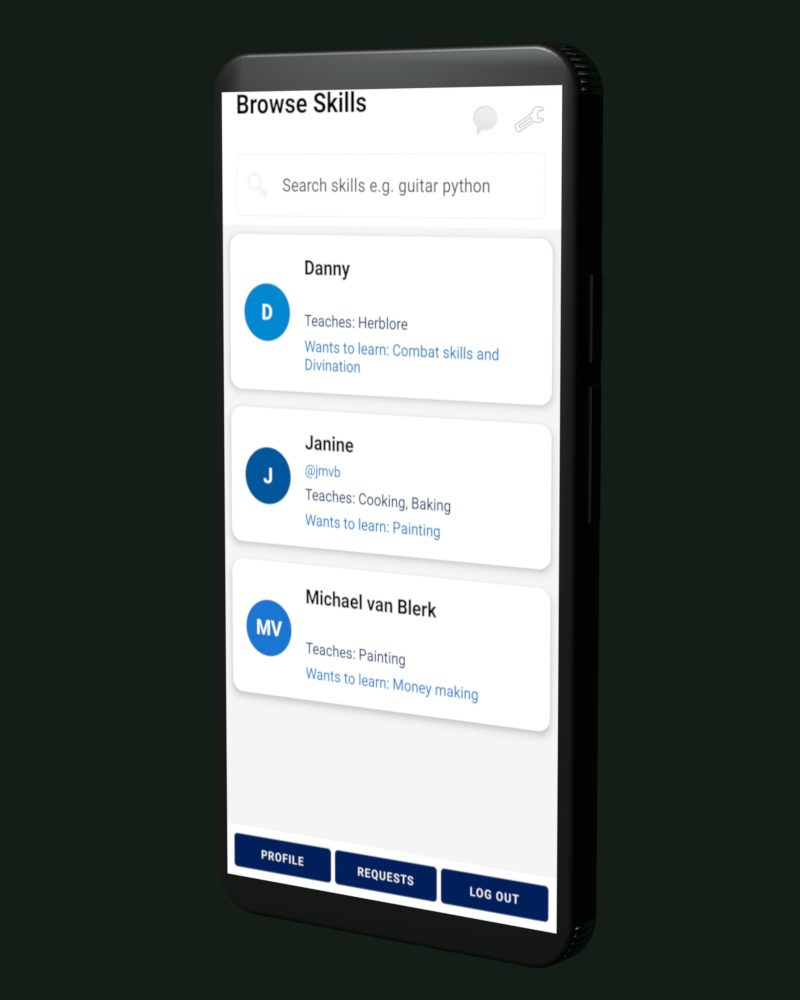 Browse Skills
Search skills e.g. guitar python
Danny
D
Teaches: Herblore
Wants to learn: Combat skills and
Divination
Janine
J
@jmvb
Teaches: Cooking, Baking
Wants to learn: Painting
Michael van Blerk
MV
Teaches: Painting
Wants to learn: Money making
PROFILE
REQUESTS
LOG OUT